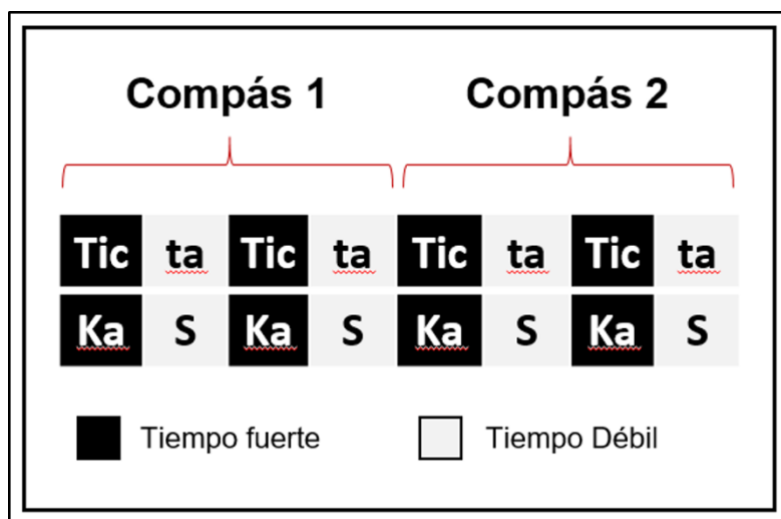 Compás 1 Compás 2
Tic ta Tic ta Tic ta Tic ta
Ka S Ka S Ka S Ka S
Tiempo fuerte Tiempo Débil